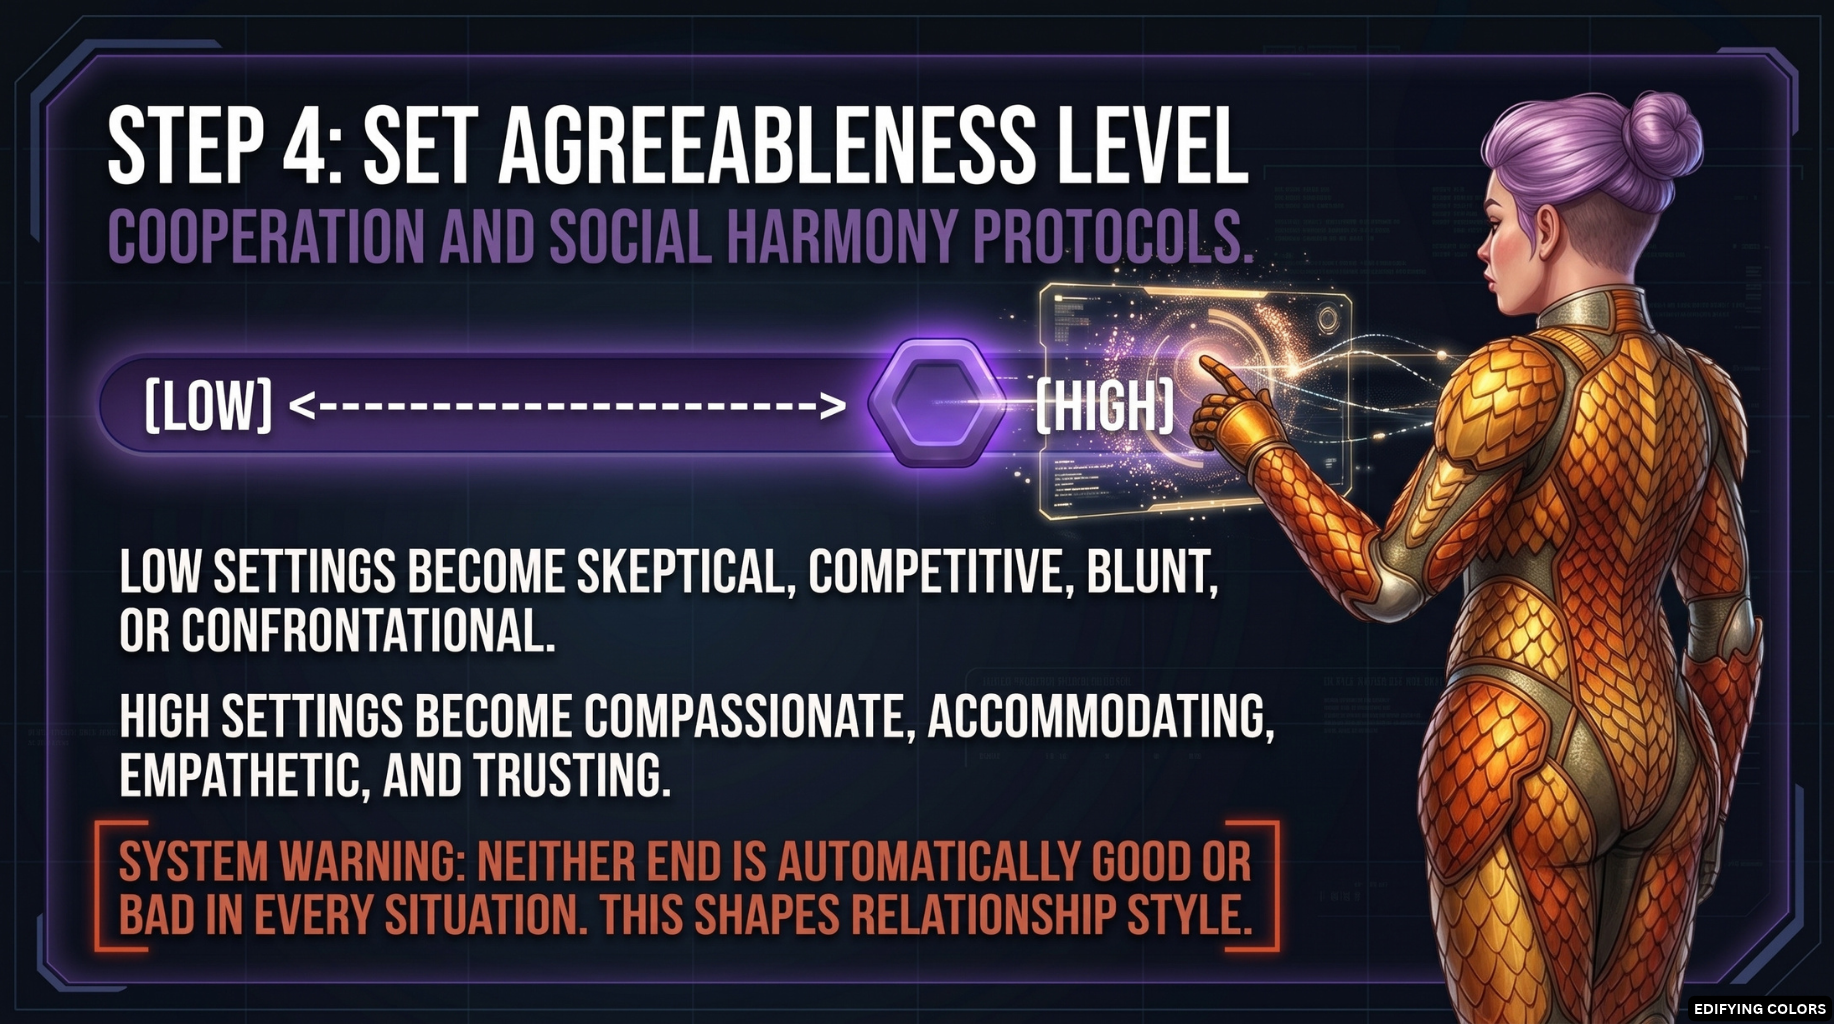 STEP 4: SET AGREEABLENESS LEVEL
COOPERATION AND SOCIAL HARMONY PROTOCOLS.
[LOW] <-----------------------> [HIGH]
LOW SETTINGS BECOME SKEPTICAL, COMPETITIVE, BLUNT,
OR CONFRONTATIONAL.
HIGH SETTINGS BECOME COMPASSIONATE, ACCOMMODATING,
EMPATHETIC, AND TRUSTING.
SYSTEM WARNING: NEITHER END IS AUTOMATICALLY GOOD OR
BAD IN EVERY SITUATION. THIS SHAPES RELATIONSHIP STYLE.
EDIFYING COLORS